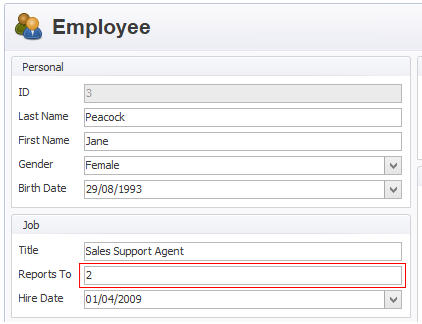 Employee
Personal
ID 3
Last Name Peacock
First Name Jane
Gender Female
Birth Date 29/08/1993
Job
Title Sales Support Agent
Reports To 2
Hire Date 01/04/2009